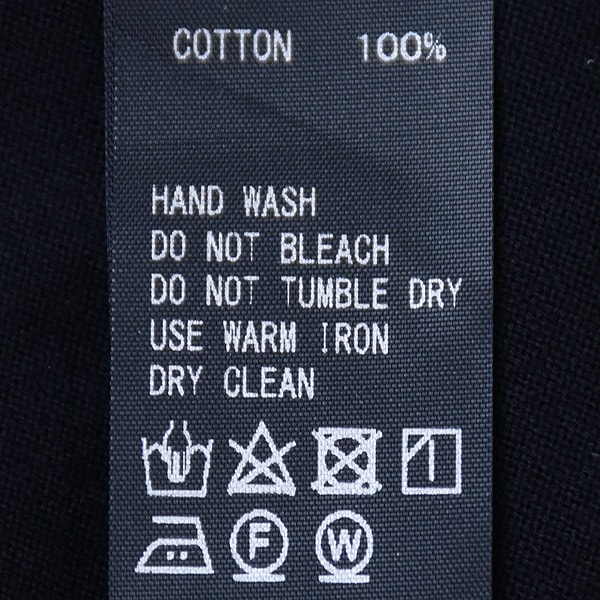 COTTON 100%
HAND WASH
DO NOT BLEACH
DO NOT TUMBLE DRY
USE WARM IRON
DRY CLEAN
F W